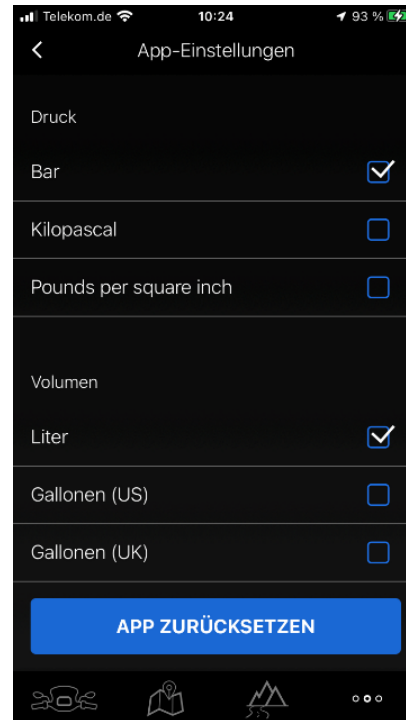 Telekom.de 10:24 93 %
App-Einstellungen
Druck
Bar
Kilopascal
Pounds per square inch
Volumen
Liter
Gallonen (US)
Gallonen (UK)
APP ZURÜCKSETZEN